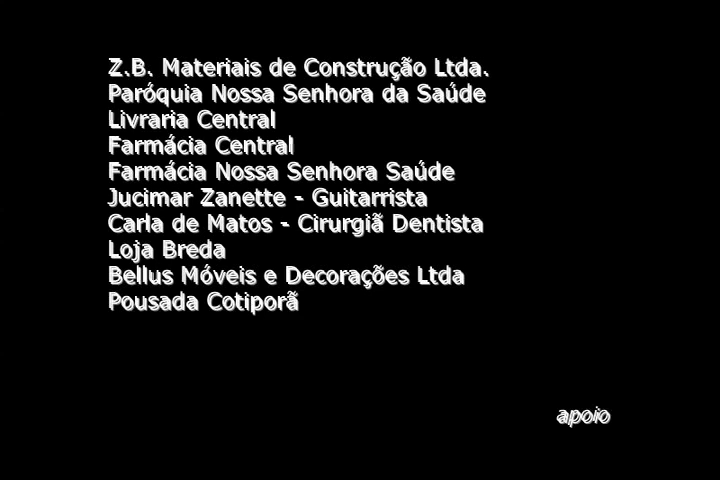 Z.B. Materiais de Construção Ltda.
Paróquia Nossa Senhora da Saúde
Livraria Central
Farmácia Central
Farmácia Nossa Senhora Saúde
Jucimar Zanette - Guitarrista
Carla de Matos - Cirurgiã Dentista
Loja Breda
Bellus Móveis e Decorações Ltda
Pousada Cotiporã
apoio